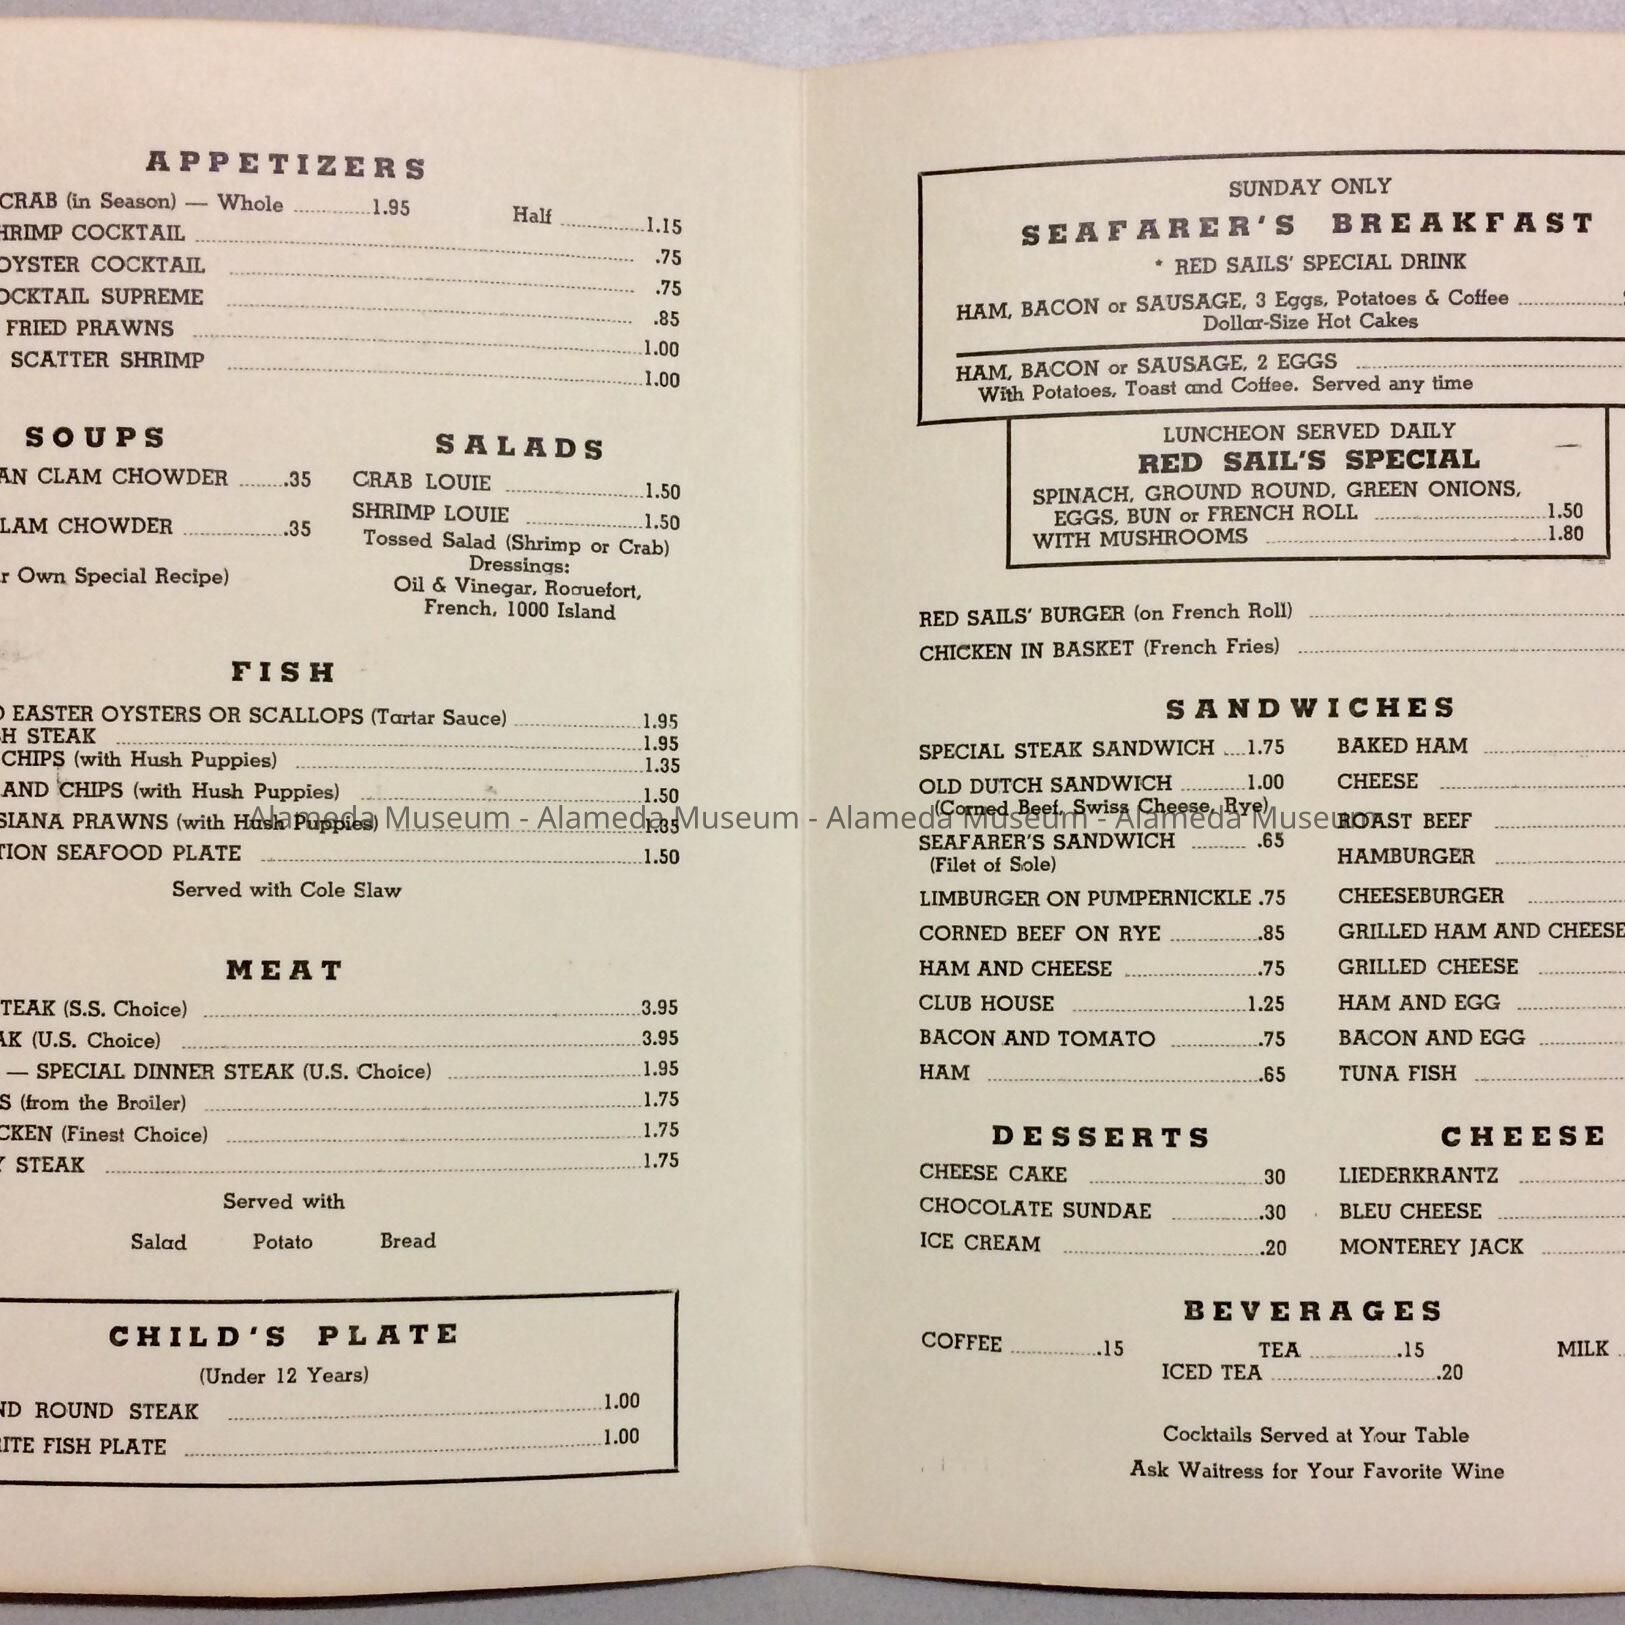 APPETIZERS
CRAB (in Season) — Whole ............1.95 Half ............1.15
HRIMP COCKTAIL ............ .75
OYSTER COCKTAIL ............ .75
OCKTAIL SUPREME ............ .85
FRIED PRAWNS ............1.00
SCATTER SHRIMP ............1.00
SOUPS
AN CLAM CHOWDER ........35
LAM CHOWDER ............35
r Own Special Recipe)
SALADS
CRAB LOUIE ............1.50
SHRIMP LOUIE ............1.50
Tossed Salad (Shrimp or Crab)
Dressings:
Oil & Vinegar, Roquefort,
French, 1000 Island
FISH
D EASTER OYSTERS OR SCALLOPS (Tartar Sauce) ............1.95
H STEAK ............1.95
CHIPS (with Hush Puppies) ............1.35
AND CHIPS (with Hush Puppies) ............1.50
SIANA PRAWNS (with Hush Puppies) ............1.35
TION SEAFOOD PLATE ............1.50
Served with Cole Slaw
MEAT
TEAK (S.S. Choice) ............3.95
AK (U.S. Choice) ............3.95
— SPECIAL DINNER STEAK (U.S. Choice) ............1.95
S (from the Broiler) ............1.75
CKEN (Finest Choice) ............1.75
Y STEAK ............1.75
Served with
Salad Potato Bread
CHILD'S PLATE
(Under 12 Years)
ND ROUND STEAK ............1.00
ITE FISH PLATE ............1.00
SUNDAY ONLY
SEAFARER'S BREAKFAST
* RED SAILS' SPECIAL DRINK
HAM, BACON or SAUSAGE, 3 Eggs, Potatoes & Coffee ............
Dollar-Size Hot Cakes
HAM, BACON or SAUSAGE, 2 EGGS ............
With Potatoes, Toast and Coffee. Served any time
LUNCHEON SERVED DAILY
RED SAIL'S SPECIAL
SPINACH, GROUND ROUND, GREEN ONIONS,
EGGS, BUN or FRENCH ROLL ............1.50
WITH MUSHROOMS ............1.80
RED SAILS' BURGER (on French Roll) ............
CHICKEN IN BASKET (French Fries) ............
SANDWICHES
SPECIAL STEAK SANDWICH ....1.75
OLD DUTCH SANDWICH ............1.00
(Corned Beef, Swiss Cheese, Rye)
SEAFARER'S SANDWICH ......... .65
(Filet of Sole)
LIMBURGER ON PUMPERNICKLE .75
CORNED BEEF ON RYE ............85
HAM AND CHEESE ............75
CLUB HOUSE ............1.25
BACON AND TOMATO ............75
HAM ............65
BAKED HAM ............
CHEESE ............
ROAST BEEF ............
HAMBURGER ............
CHEESEBURGER ............
GRILLED HAM AND CHEESE
GRILLED CHEESE ............
HAM AND EGG ............
BACON AND EGG ............
TUNA FISH ............
DESSERTS
CHEESE CAKE ............30
CHOCOLATE SUNDAE ............30
ICE CREAM ............20
CHEESE
LIEDERKRANTZ ............
BLEU CHEESE ............
MONTEREY JACK ............
BEVERAGES
COFFEE ............15 TEA ............15 MILK ..
ICED TEA ............20
Cocktails Served at Your Table
Ask Waitress for Your Favorite Wine
Alameda Museum - Alameda Museum - Alameda Museum - Alameda Museum